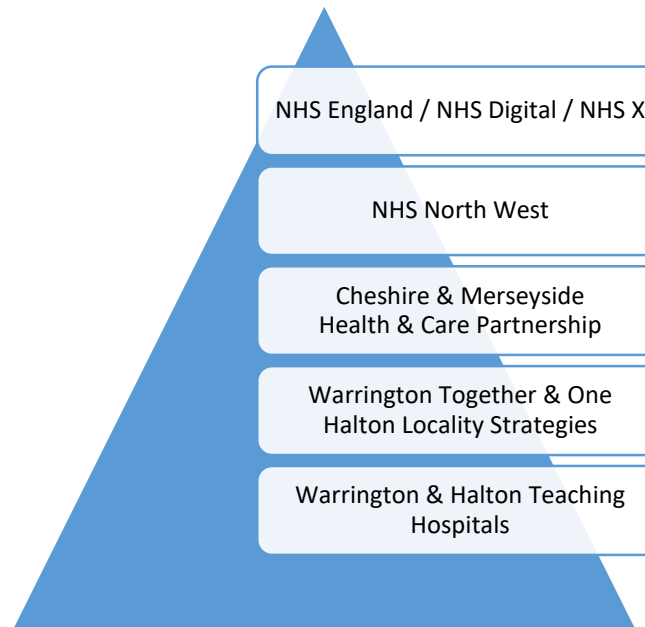 NHS England / NHS Digital / NHS X
NHS North West
Cheshire & Merseyside
Health & Care Partnership
Warrington Together & One
Halton Locality Strategies
Warrington & Halton Teaching
Hospitals